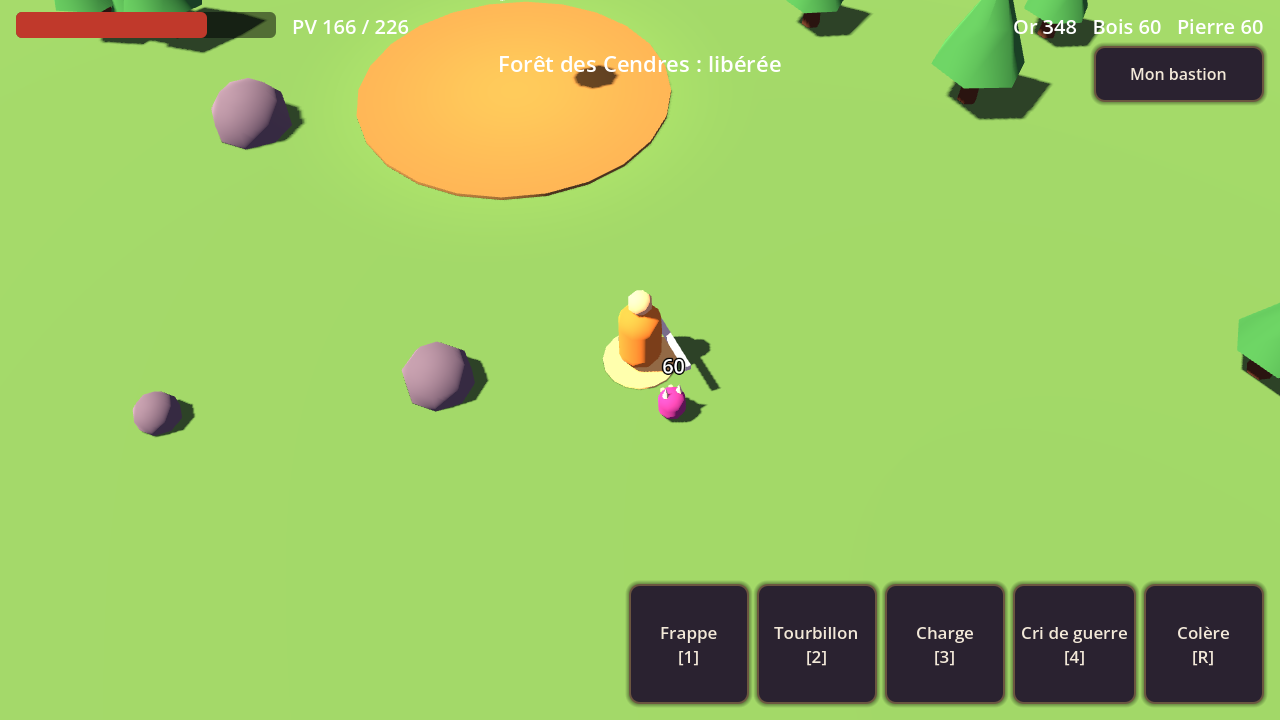 PV 166 / 226
Or 348 Bois 60 Pierre 60
Forêt des Cendres : libérée
Mon bastion
60
Frappe
[1]
Tourbillon
[2]
Charge
[3]
Cri de guerre
[4]
Colère
[R]